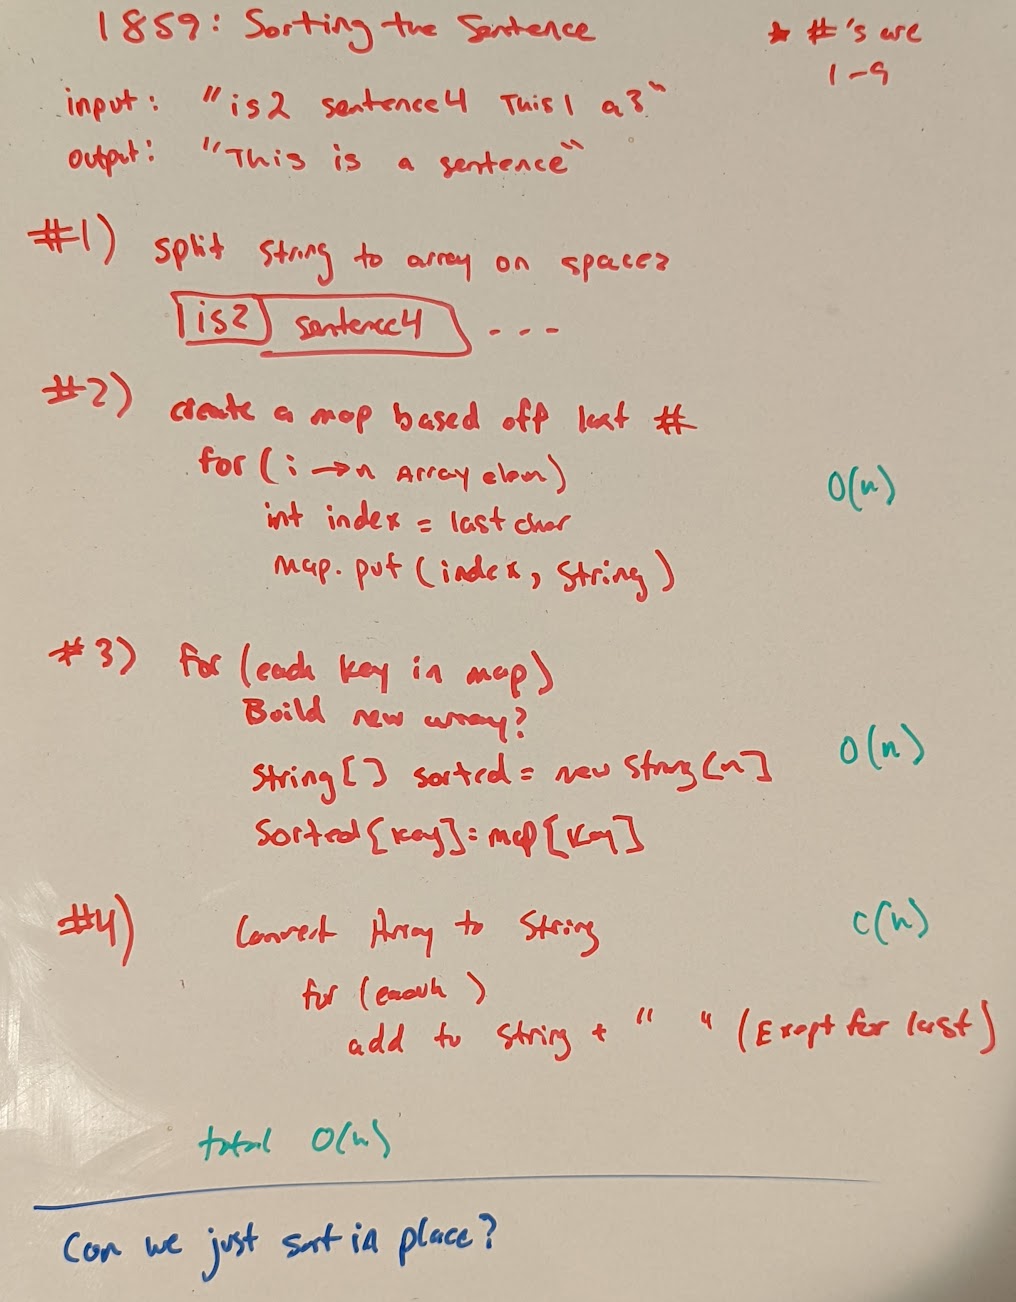 1859: Sorting the Sentence
* #'s are
1-9
input: "is2 sentence4 This1 a3"
output: "This is a sentence"
#1) split string to array on spaces
is2 sentence4 ---
#2) create a map based off last #
for (i → n Array elem)
O(n)
int index = last char
map.put (index, String)
#3) for (each key in map)
Build new array?
String[] sorted = new String[n]
O(n)
Sorted[key] = map[key]
#4) Convert Array to String
O(n)
for (each)
add to string + " " (Exept for last)
total O(n)
Can we just sort in place?